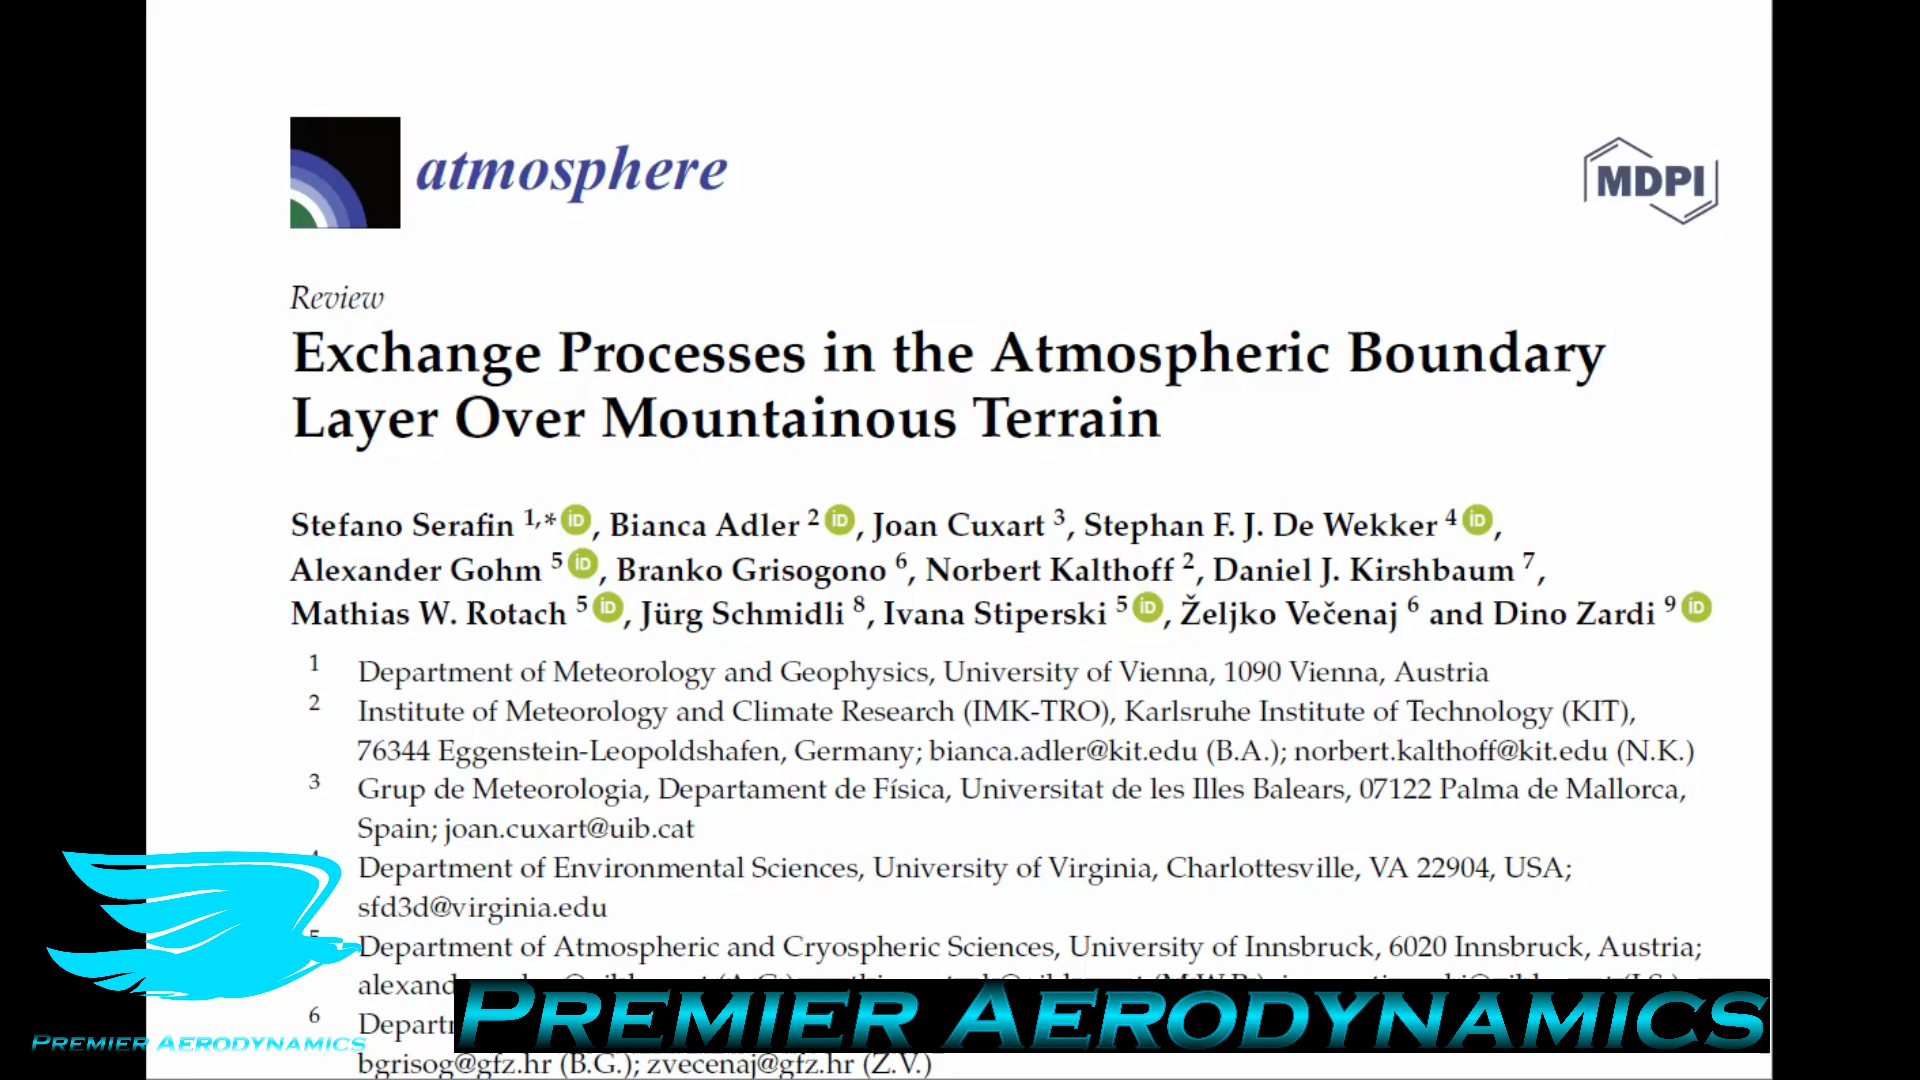 atmosphere
MDPI
Review
Exchange Processes in the Atmospheric Boundary
Layer Over Mountainous Terrain
Stefano Serafin 1,* iD, Bianca Adler 2 iD, Joan Cuxart 3, Stephan F. J. De Wekker 4 iD,
Alexander Gohm 5 iD, Branko Grisogono 6, Norbert Kalthoff 2, Daniel J. Kirshbaum 7,
Mathias W. Rotach 5 iD, Jürg Schmidli 8, Ivana Stiperski 5 iD, Željko Večenaj 6 and Dino Zardi 9 iD
1 Department of Meteorology and Geophysics, University of Vienna, 1090 Vienna, Austria
2 Institute of Meteorology and Climate Research (IMK-TRO), Karlsruhe Institute of Technology (KIT),
76344 Eggenstein-Leopoldshafen, Germany; bianca.adler@kit.edu (B.A.); norbert.kalthoff@kit.edu (N.K.)
3 Grup de Meteorologia, Departament de Física, Universitat de les Illes Balears, 07122 Palma de Mallorca,
Spain; joan.cuxart@uib.cat
Department of Environmental Sciences, University of Virginia, Charlottesville, VA 22904, USA;
sfd3d@virginia.edu
Department of Atmospheric and Cryospheric Sciences, University of Innsbruck, 6020 Innsbruck, Austria;
6
bgrisog@gfz.hr (B.G.); zvecenaj@gfz.hr (Z.V.)
PREMIER AERODYNAMICS
PREMIER AERODYNAMICS